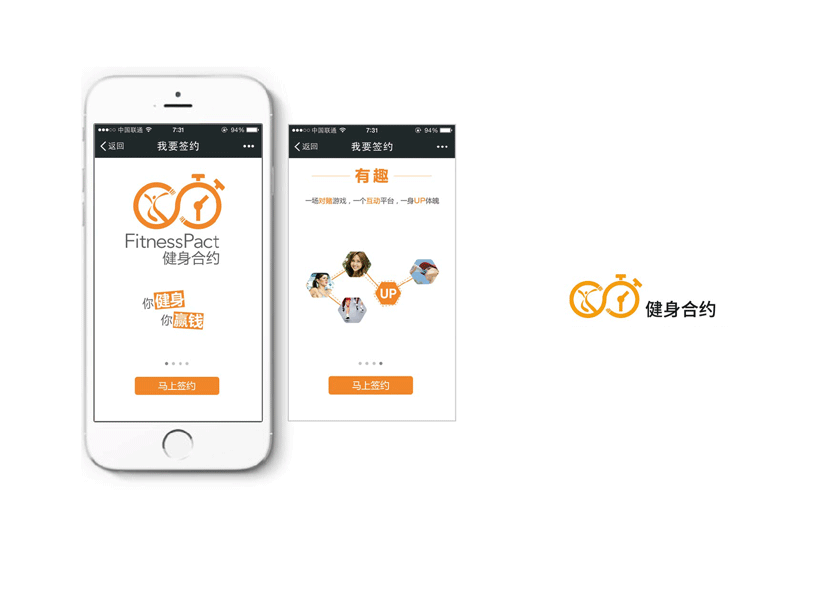 中国联通 7:31 94%
返回 我要签约
FitnessPact
健身合约
你健身
你赢钱
马上签约
中国联通 7:31 94%
返回 我要签约
有趣
一场对赌游戏，一个互动平台，一身UP体魄
UP
马上签约
健身合约